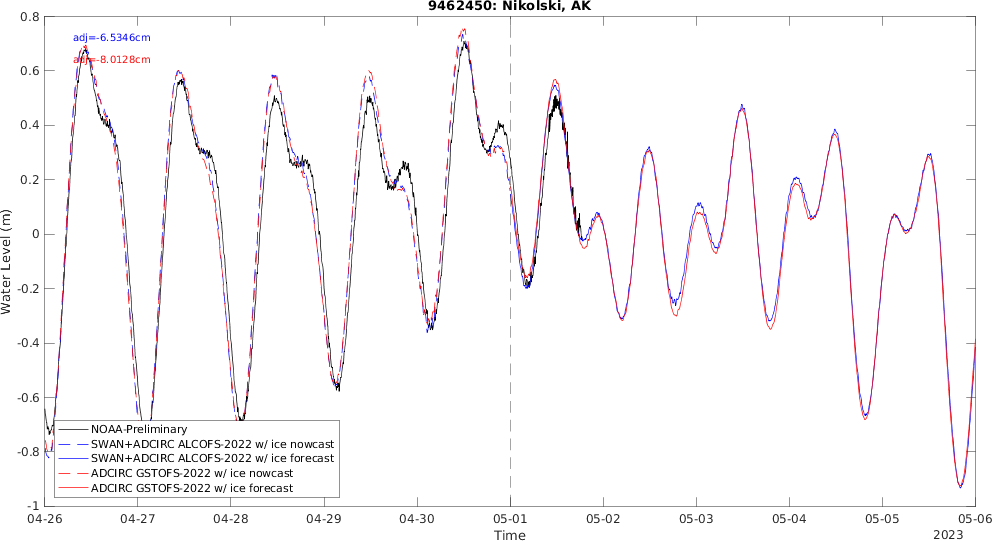 9462450: Nikolski, AK
adj=-6.5346cm
adj=-8.0128cm
0.8
0.6
0.4
0.2
0
-0.2
-0.4
-0.6
-0.8
-1
Water Level (m)
NOAA-Preliminary
SWAN+ADCIRC ALCOFS-2022 w/ ice nowcast
SWAN+ADCIRC ALCOFS-2022 w/ ice forecast
ADCIRC GSTOFS-2022 w/ ice nowcast
ADCIRC GSTOFS-2022 w/ ice forecast
04-26 04-27 04-28 04-29 04-30 05-01 05-02 05-03 05-04 05-05 05-06
Time
2023